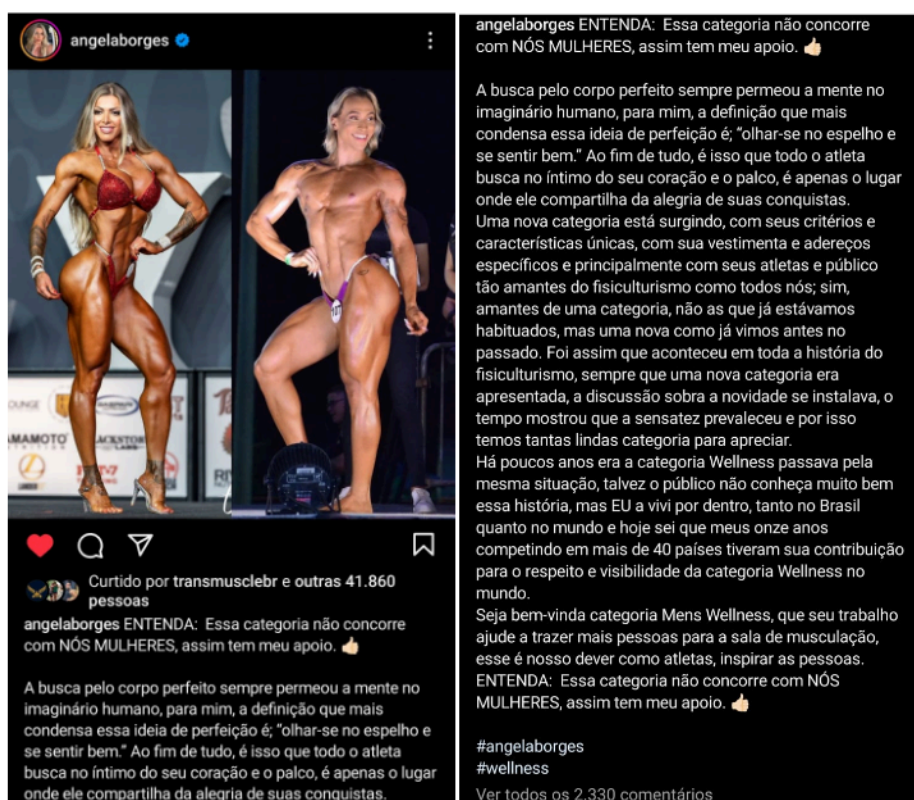 angelaborges
LOUNGE
YAMAMOTO
BLACKSTONE
LABS
Curtido por transmusclebr e outras 41.860
pessoas
angelaborges ENTENDA: Essa categoria não concorre
com NÓS MULHERES, assim tem meu apoio. 👍🏻
A busca pelo corpo perfeito sempre permeou a mente no
imaginário humano, para mim, a definição que mais
condensa essa ideia de perfeição é; “olhar-se no espelho e
se sentir bem.” Ao fim de tudo, é isso que todo o atleta
busca no íntimo do seu coração e o palco, é apenas o lugar
onde ele compartilha da alegria de suas conquistas.
angelaborges ENTENDA: Essa categoria não concorre
com NÓS MULHERES, assim tem meu apoio. 👍🏻
A busca pelo corpo perfeito sempre permeou a mente no
imaginário humano, para mim, a definição que mais
condensa essa ideia de perfeição é; “olhar-se no espelho e
se sentir bem.” Ao fim de tudo, é isso que todo o atleta
busca no íntimo do seu coração e o palco, é apenas o lugar
onde ele compartilha da alegria de suas conquistas.
Uma nova categoria está surgindo, com seus critérios e
características únicas, com sua vestimenta e adereços
específicos e principalmente com seus atletas e público
tão amantes do fisiculturismo como todos nós; sim,
amantes de uma categoria, não as que já estávamos
habituados, mas uma nova como já vimos antes no
passado. Foi assim que aconteceu em toda a história do
fisiculturismo, sempre que uma nova categoria era
apresentada, a discussão sobra a novidade se instalava, o
tempo mostrou que a sensatez prevaleceu e por isso
temos tantas lindas categoria para apreciar.
Há poucos anos era a categoria Wellness passava pela
mesma situação, talvez o público não conheça muito bem
essa história, mas EU a vivi por dentro, tanto no Brasil
quanto no mundo e hoje sei que meus onze anos
competindo em mais de 40 países tiveram sua contribuição
para o respeito e visibilidade da categoria Wellness no
mundo.
Seja bem-vinda categoria Mens Wellness, que seu trabalho
ajude a trazer mais pessoas para a sala de musculação,
esse é nosso dever como atletas, inspirar as pessoas.
ENTENDA: Essa categoria não concorre com NÓS
MULHERES, assim tem meu apoio. 👍🏻
#angelaborges
#wellness
Ver todos os 2.330 comentários